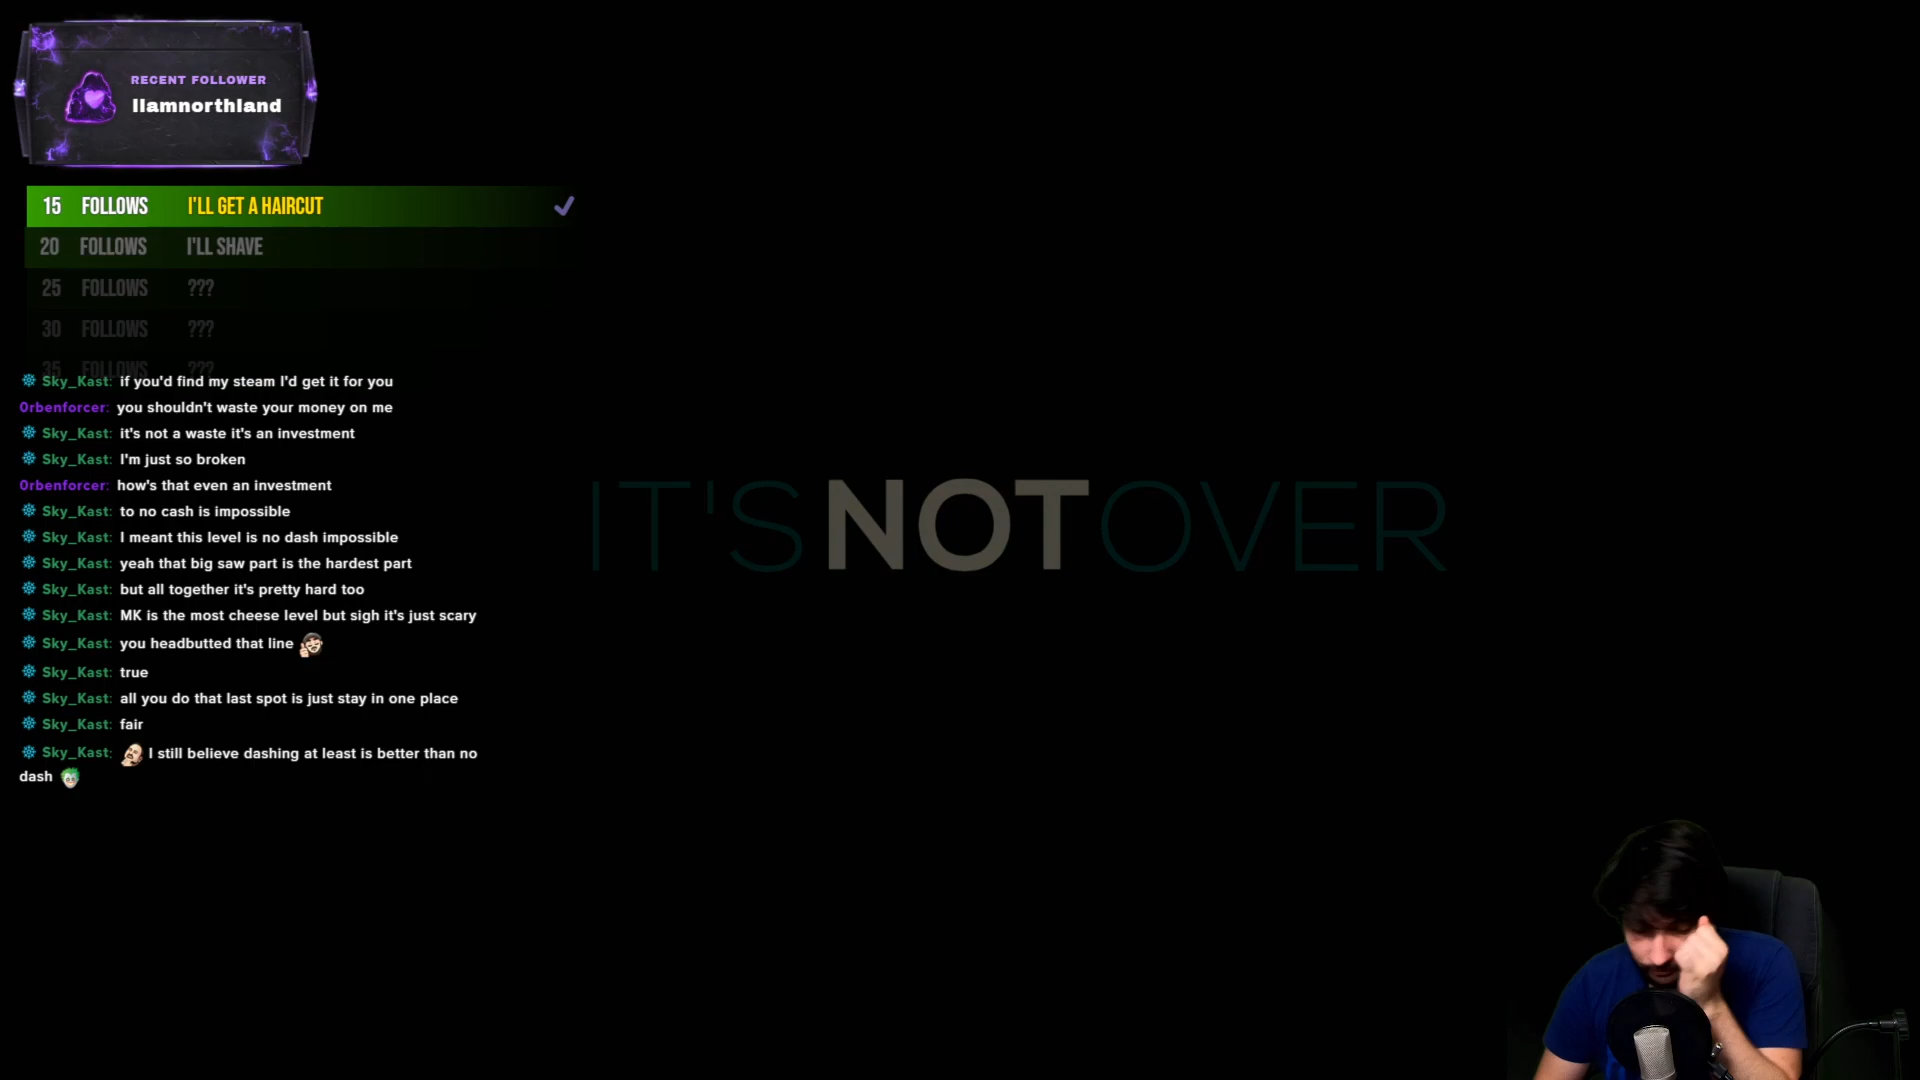 RECENT FOLLOWER
liamnorthland
15 FOLLOWS I'LL GET A HAIRCUT
20 FOLLOWS I'LL SHAVE
25 FOLLOWS ???
30 FOLLOWS ???
35 FOLLOWS ???
Sky_Kast: if you'd find my steam I'd get it for you
Orbenforcer: you shouldn't waste your money on me
Sky_Kast: it's not a waste it's an investment
Sky_Kast: I'm just so broken
Orbenforcer: how's that even an investment
Sky_Kast: to no cash is impossible
Sky_Kast: I meant this level is no dash impossible
Sky_Kast: yeah that big saw part is the hardest part
Sky_Kast: but all together it's pretty hard too
Sky_Kast: MK is the most cheese level but sigh it's just scary
Sky_Kast: you headbutted that line
Sky_Kast: true
Sky_Kast: all you do that last spot is just stay in one place
Sky_Kast: fair
Sky_Kast: I still believe dashing at least is better than no
dash
IT'S NOT OVER